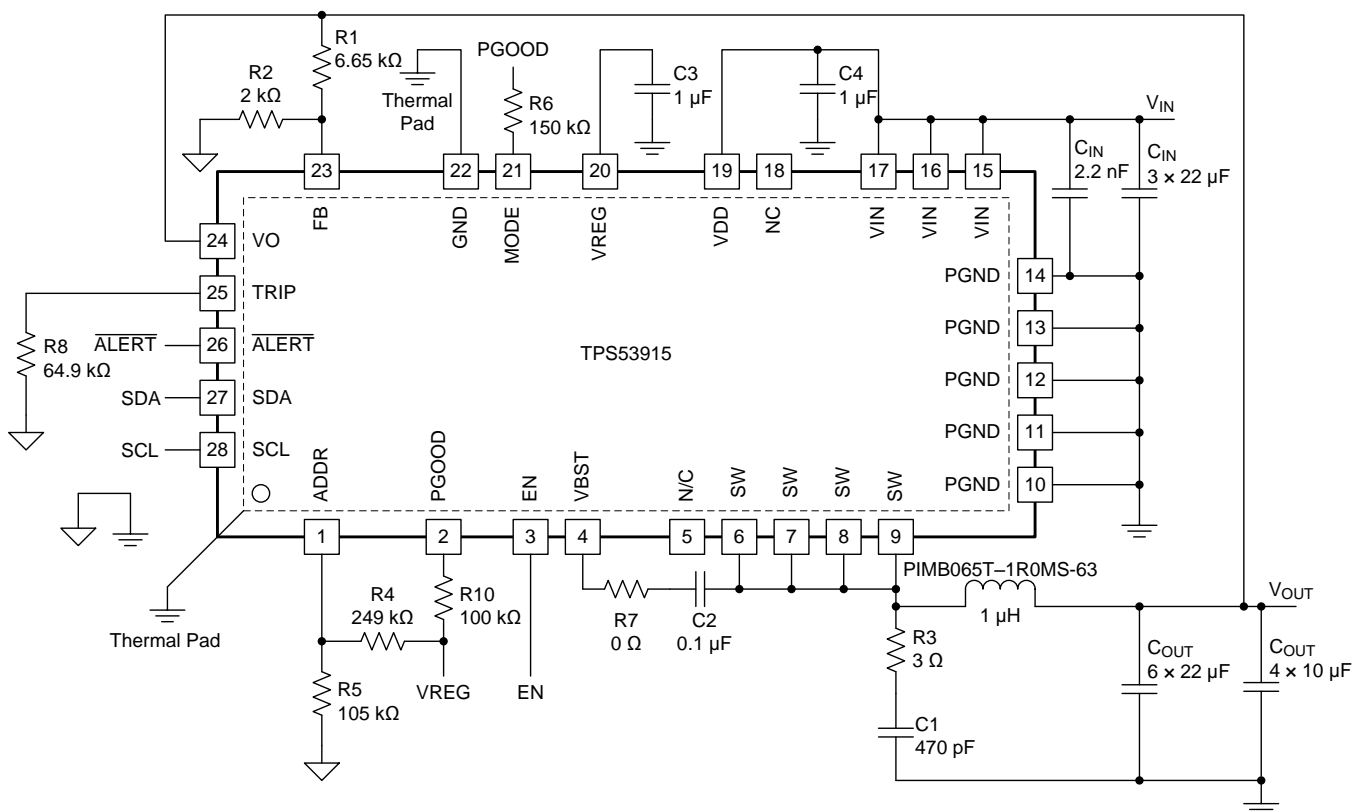 R1
6.65 kΩ
R2
2 kΩ
Thermal
Pad
PGOOD
R6
150 kΩ
C3
1 µF
C4
1 µF
VIN
CIN
2.2 nF
CIN
3 × 22 µF
23
22
21
20
19
18
17
16
15
FB
GND
MODE
VREG
VDD
NC
VIN
VIN
VIN
24
VO
25
TRIP
R8
64.9 kΩ
ALERT
26
ALERT
SDA
27
SDA
SCL
28
SCL
TPS53915
PGND
14
PGND
13
PGND
12
PGND
11
PGND
10
ADDR
PGOOD
EN
VBST
N/C
SW
SW
SW
SW
1
2
3
4
5
6
7
8
9
Thermal Pad
R4
249 kΩ
R10
100 kΩ
R5
105 kΩ
VREG
EN
R7
0 Ω
C2
0.1 µF
PIMB065T–1R0MS-63
1 µH
VOUT
R3
3 Ω
C1
470 pF
COUT
6 × 22 µF
COUT
4 × 10 µF